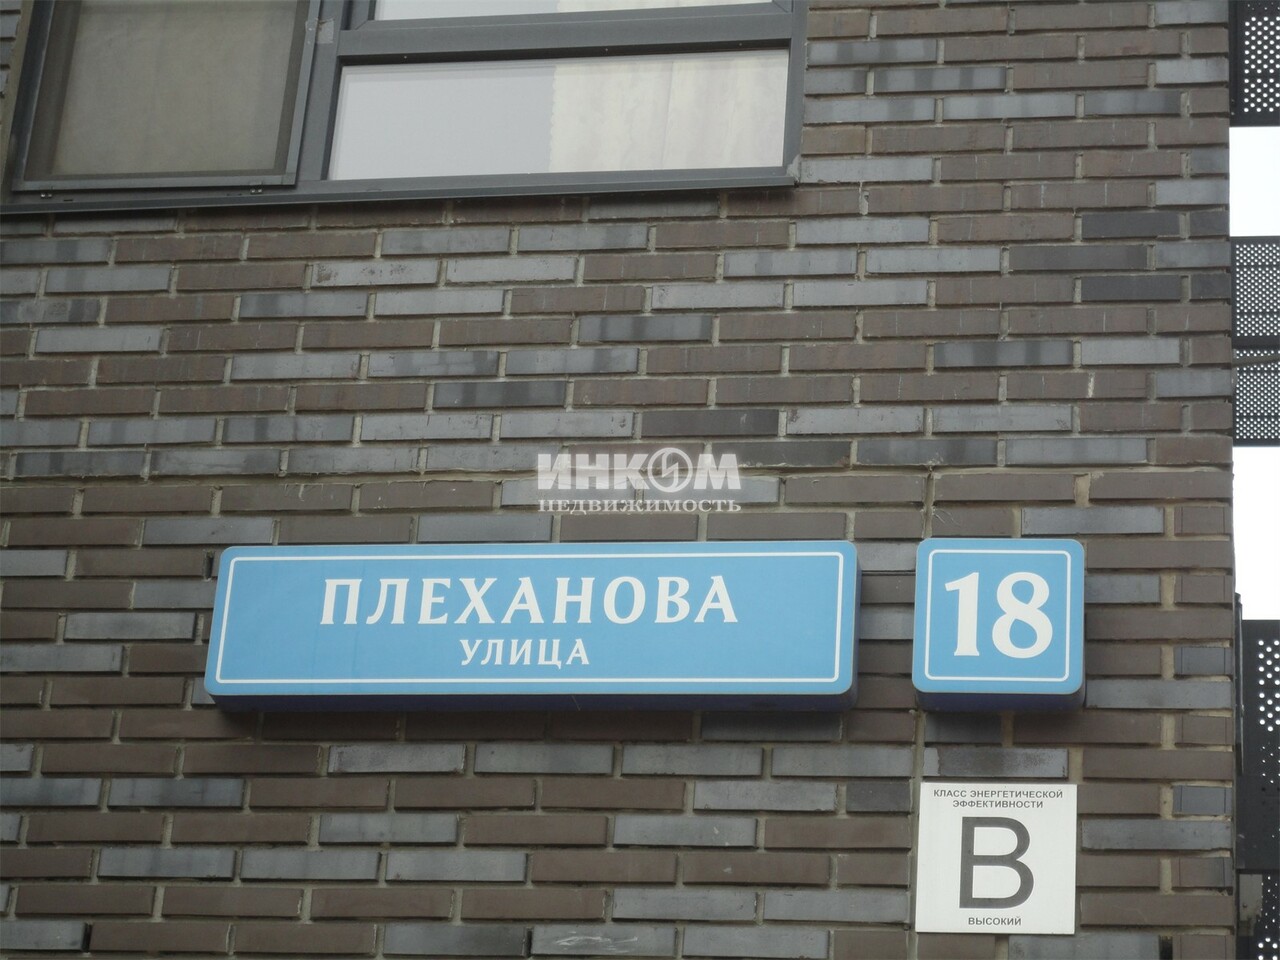 ИНКОМ
НЕДВИЖИМОСТЬ
ПЛЕХАНОВА
УЛИЦА
18
КЛАСС ЭНЕРГЕТИЧЕСКОЙ
ЭФФЕКТИВНОСТИ
В
ВЫСОКИЙ